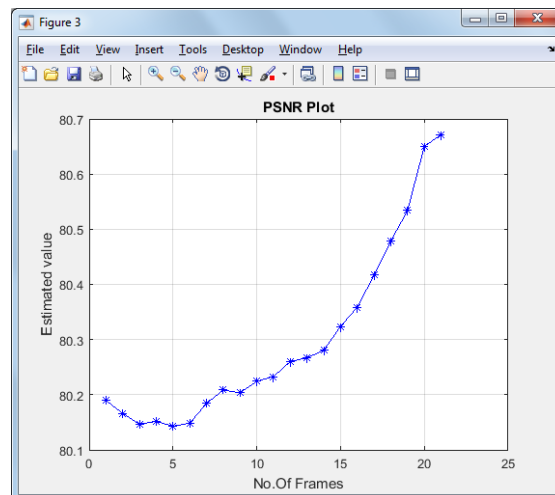 Figure 3
File Edit View Insert Tools Desktop Window Help
PSNR Plot
80.7
80.6
80.5
80.4
80.3
80.2
80.1
Estimated value
0 5 10 15 20 25
No.Of Frames